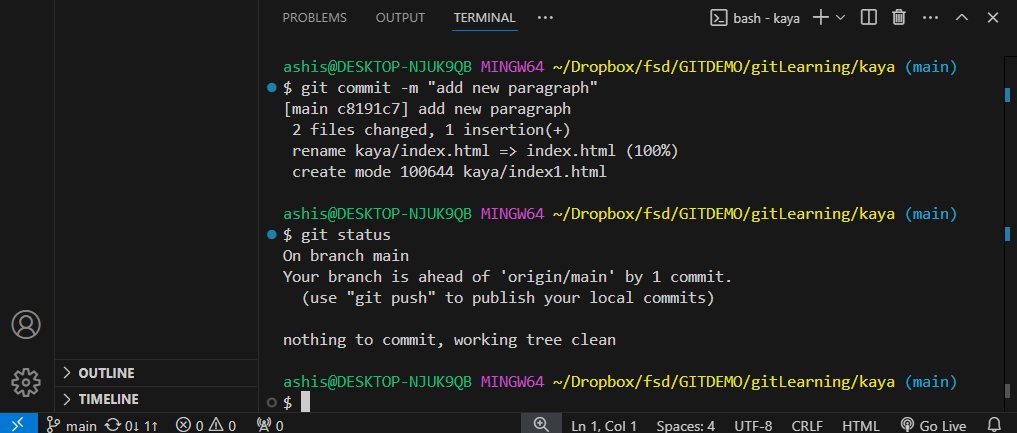 PROBLEMS OUTPUT TERMINAL ··· bash - kaya ···
ashis@DESKTOP-NJUK9QB MINGW64 ~/Dropbox/fsd/GITDEMO/gitLearning/kaya (main)
$ git commit -m "add new paragraph"
[main c8191c7] add new paragraph
2 files changed, 1 insertion(+)
rename kaya/index.html => index.html (100%)
create mode 100644 kaya/index1.html
ashis@DESKTOP-NJUK9QB MINGW64 ~/Dropbox/fsd/GITDEMO/gitLearning/kaya (main)
$ git status
On branch main
Your branch is ahead of 'origin/main' by 1 commit.
(use "git push" to publish your local commits)
nothing to commit, working tree clean
ashis@DESKTOP-NJUK9QB MINGW64 ~/Dropbox/fsd/GITDEMO/gitLearning/kaya (main)
$
OUTLINE
TIMELINE
main 0↓ 1↑ 0 0 0 Ln 1, Col 1 Spaces: 4 UTF-8 CRLF HTML Go Live